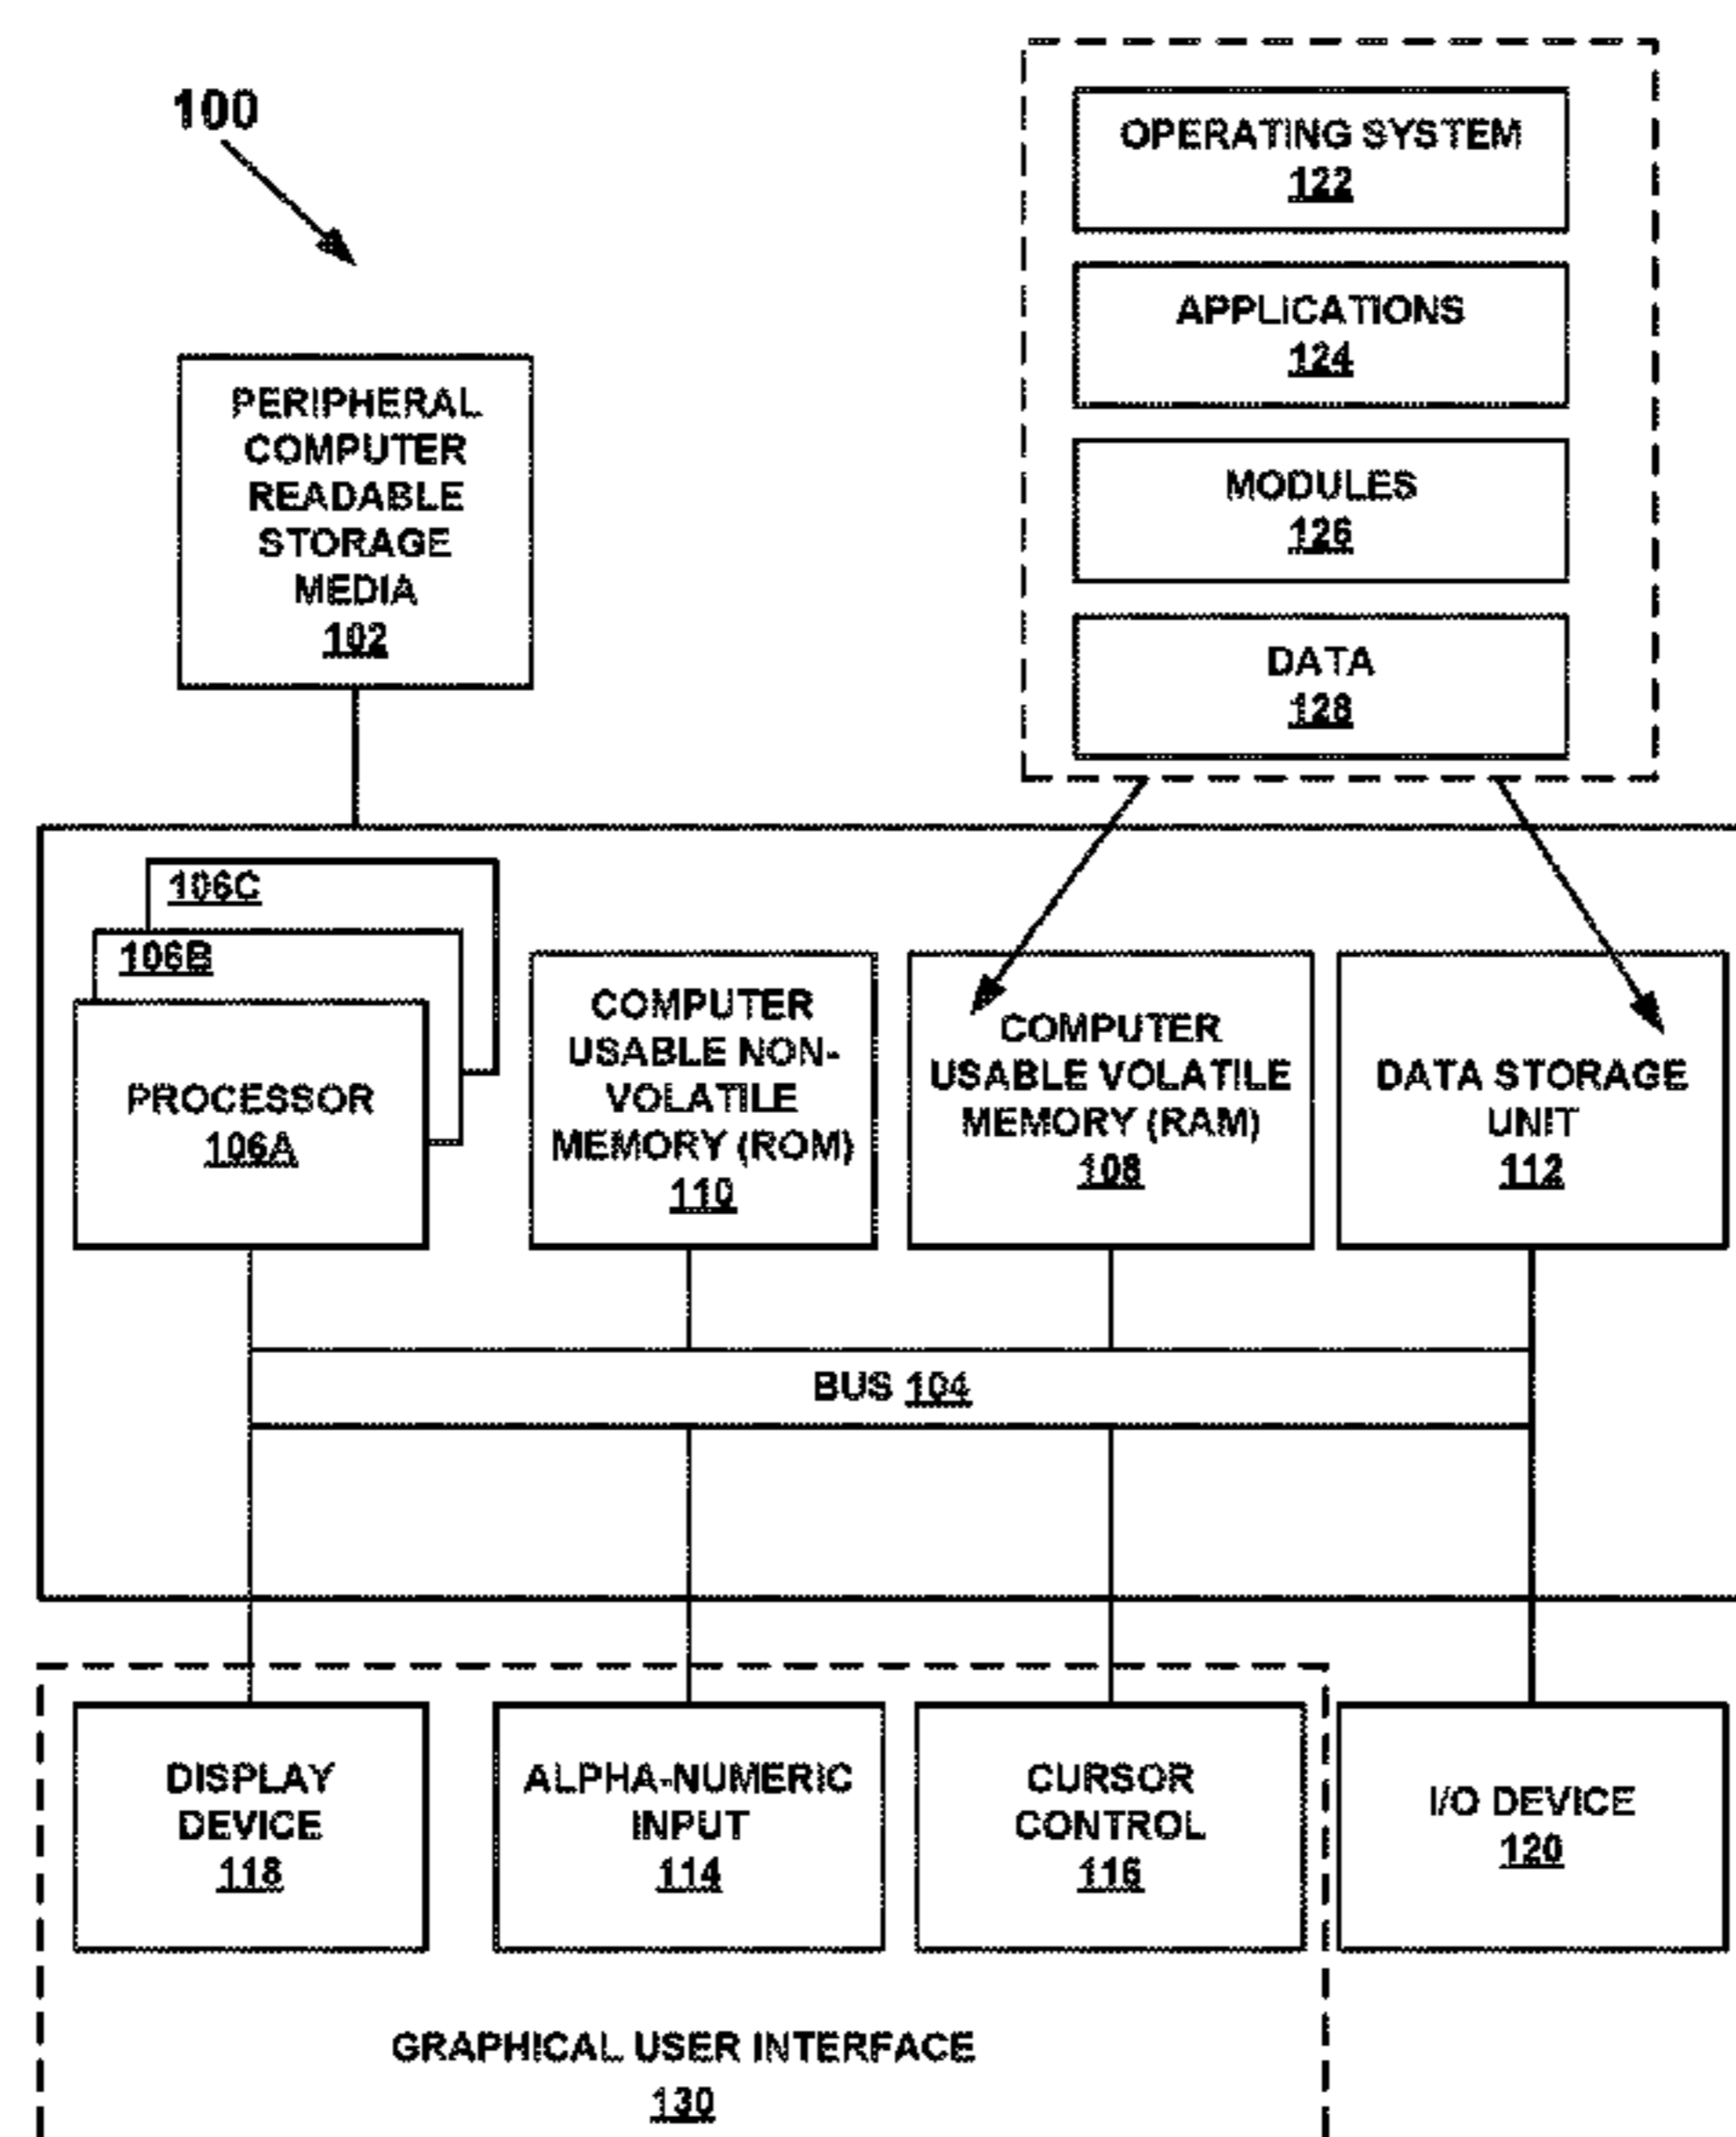 100
OPERATING SYSTEM
122
APPLICATIONS
124
MODULES
126
DATA
128
PERIPHERAL
COMPUTER
READABLE
STORAGE
MEDIA
102
106C
106B
PROCESSOR
106A
COMPUTER
USABLE NON-
VOLATILE
MEMORY (ROM)
110
COMPUTER
USABLE VOLATILE
MEMORY (RAM)
108
DATA STORAGE
UNIT
112
BUS 104
DISPLAY
DEVICE
118
ALPHA-NUMERIC
INPUT
114
CURSOR
CONTROL
116
I/O DEVICE
120
GRAPHICAL USER INTERFACE
130